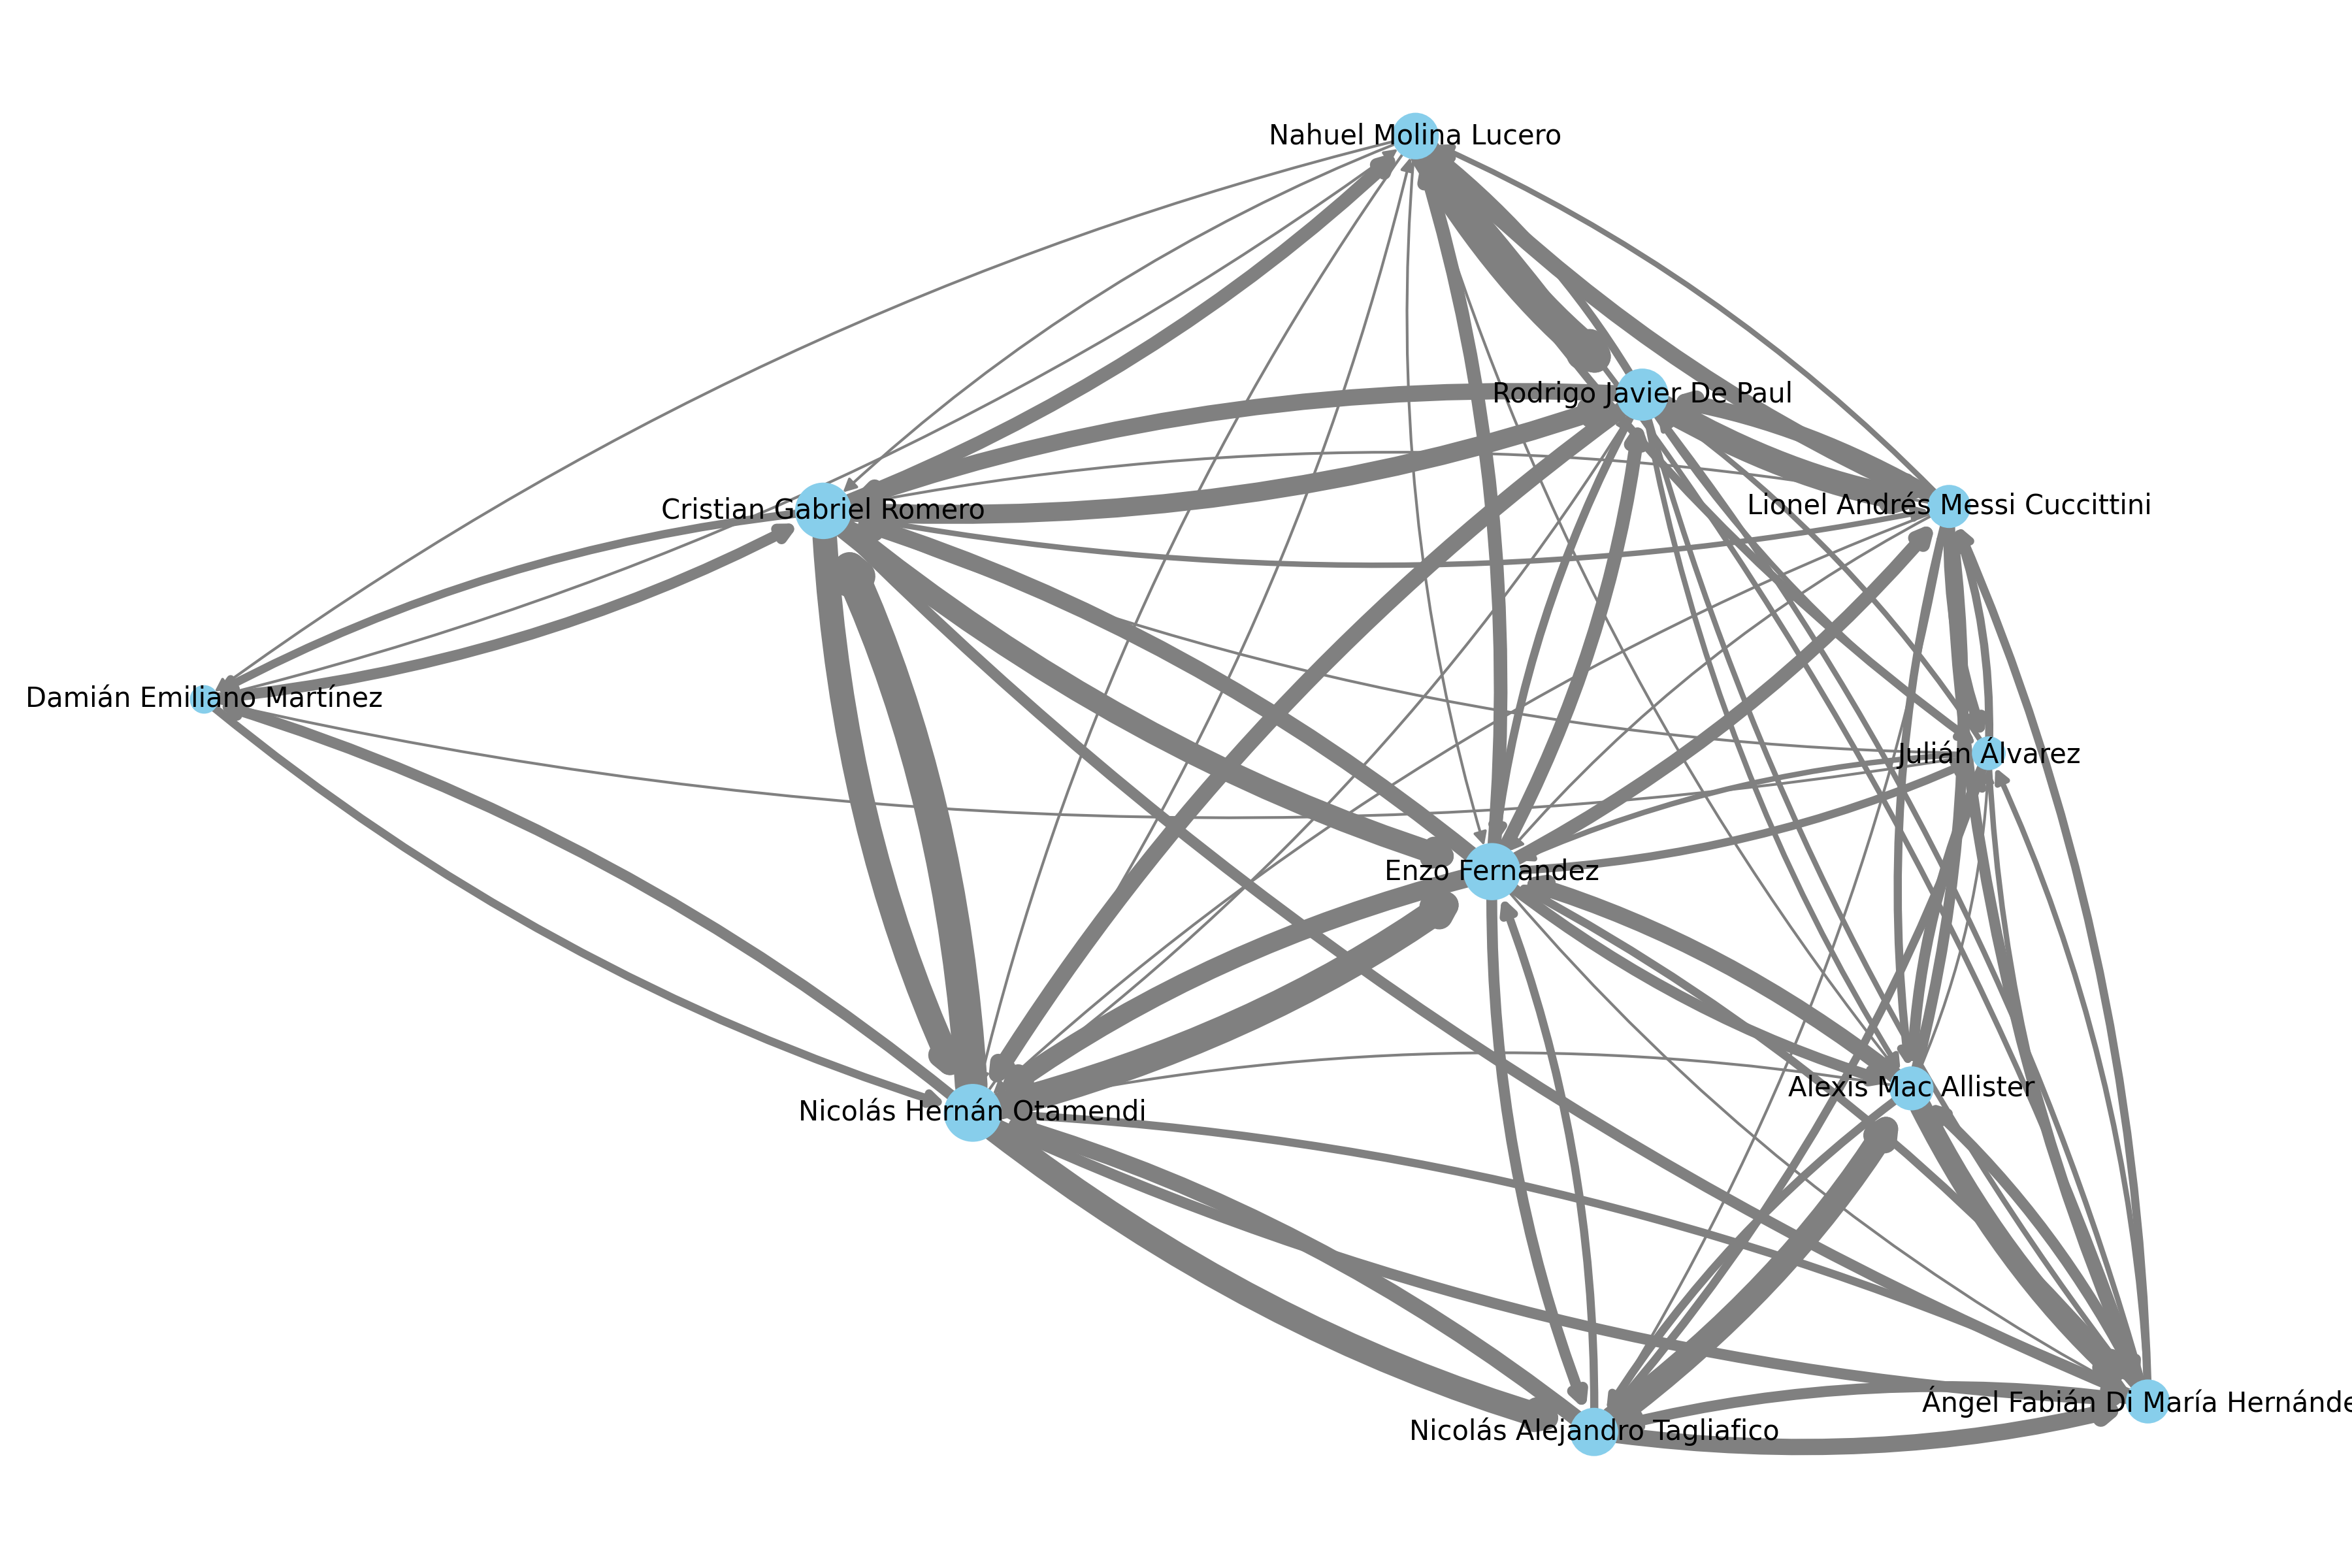 Nahuel Molina Lucero
Rodrigo Javier De Paul
Lionel Andrés Messi Cuccittini
Cristian Gabriel Romero
Damián Emiliano Martínez
Julián Álvarez
Enzo Fernandez
Alexis Mac Allister
Nicolás Hernán Otamendi
Ángel Fabián Di María Hernánde
Nicolás Alejandro Tagliafico